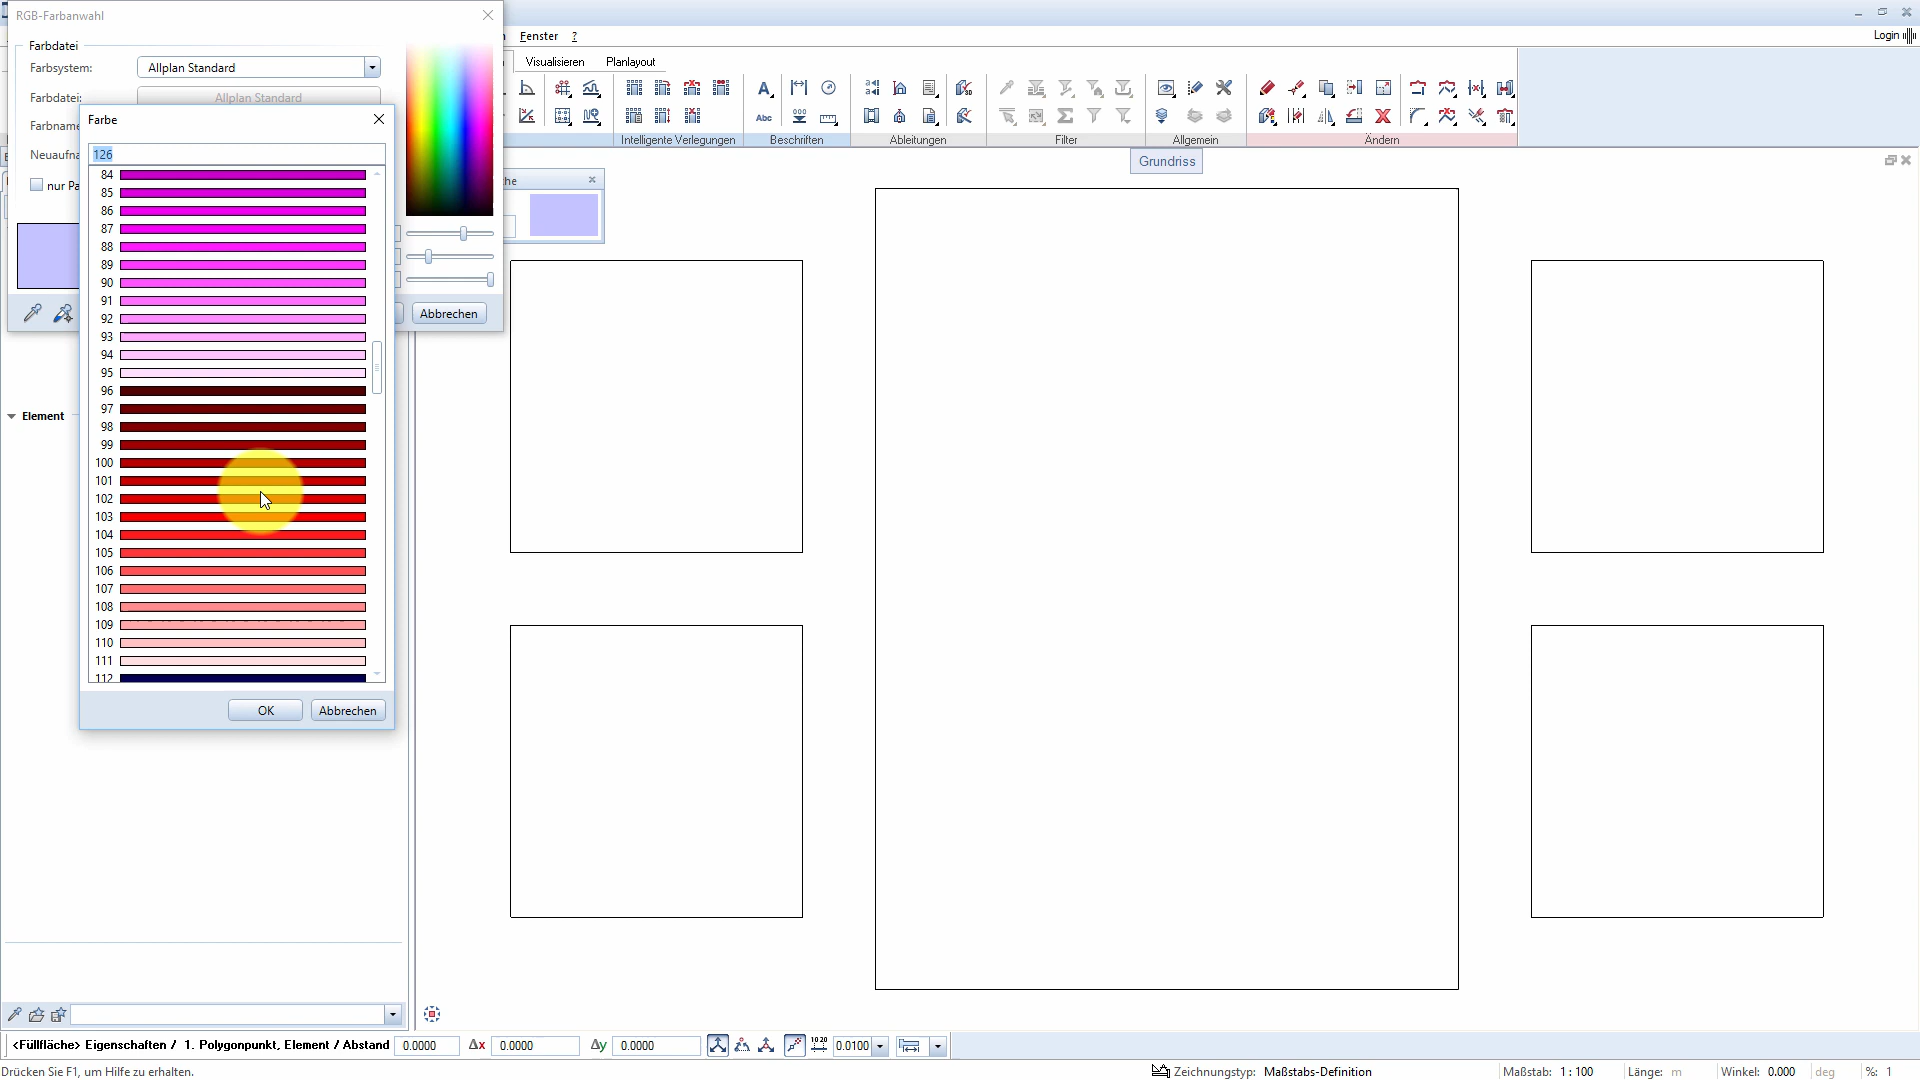 RGB-Farbanwahl
Fenster ?
Login
Farbdatei
Farbsystem: Allplan Standard
Visualisieren Planlayout
Farbdatei: Allplan Standard
Farbe
Farbname
Neuaufna
126
nur Pa
Intelligente Verlegungen Beschriften Ableitungen Filter Allgemein Ändern
Grundriss
che
84
85
86
87
88
89
90
91
92
93
94
95
96
97
98
99
100
101
102
103
104
105
106
107
108
109
110
111
112
Abbrechen
Element
OK Abbrechen
<Füllfläche> Eigenschaften / 1. Polygonpunkt, Element / Abstand 0.0000 Δx 0.0000 Δy 0.0000 1020 0.0100
Drücken Sie F1, um Hilfe zu erhalten.
Zeichnungstyp: Maßstabs-Definition Maßstab: 1:100 Länge: m Winkel: 0.000 deg %: 1